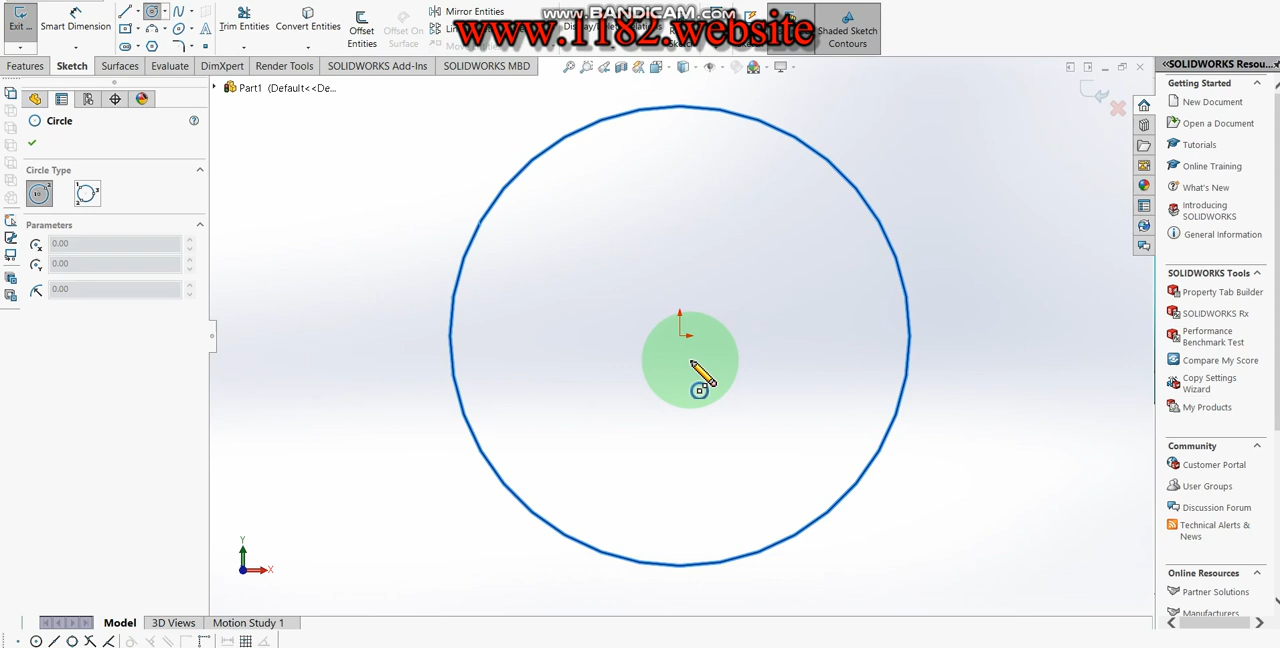 www.BANDICAM.com
www.1182.website
Exit ...
Smart Dimension
Trim Entities
Convert Entities
Offset
Entities
Offset On
Surface
Mirror Entities
Shaded Sketch
Contours
Features
Sketch
Surfaces
Evaluate
DimXpert
Render Tools
SOLIDWORKS Add-Ins
SOLIDWORKS MBD
Part1 (Default<<De...
Circle
Circle Type
Parameters
0.00
0.00
0.00
Y
X
SOLIDWORKS Resou...
Getting Started
New Document
Open a Document
Tutorials
Online Training
What's New
Introducing
SOLIDWORKS
General Information
SOLIDWORKS Tools
Property Tab Builder
SOLIDWORKS Rx
Performance
Benchmark Test
Compare My Score
Copy Settings
Wizard
My Products
Community
Customer Portal
User Groups
Discussion Forum
Technical Alerts &
News
Online Resources
Partner Solutions
Manufacturers
Model
3D Views
Motion Study 1